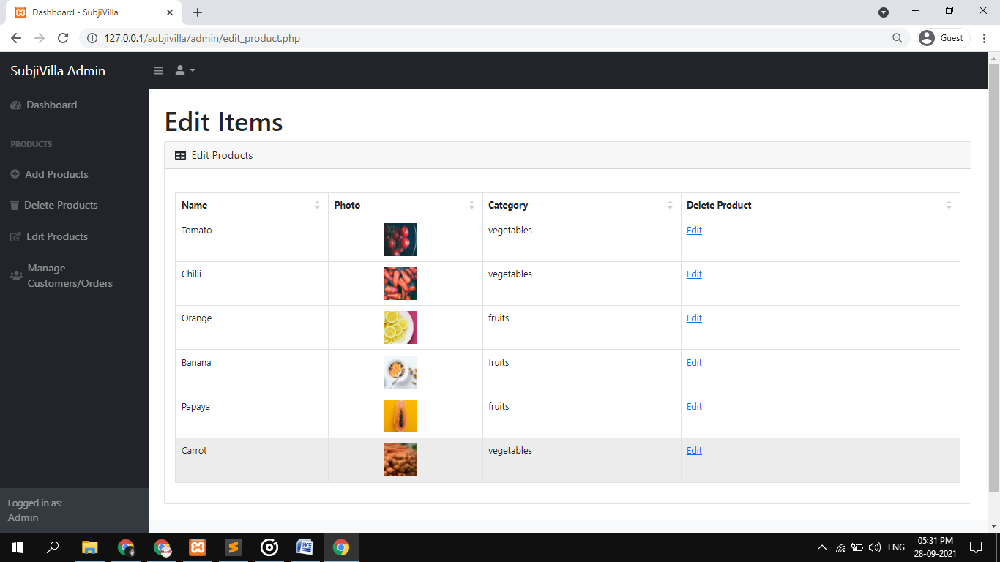 Dashboard - SubjiVilla
127.0.0.1/subjivilla/admin/edit_product.php
Guest
SubjiVilla Admin
Dashboard
PRODUCTS
Add Products
Delete Products
Edit Products
Manage
Customers/Orders
Logged in as:
Admin
Edit Items
Edit Products
Name Photo Category Delete Product
Tomato vegetables Edit
Chilli vegetables Edit
Orange fruits Edit
Banana fruits Edit
Papaya fruits Edit
Carrot vegetables Edit
ENG
05:31 PM
28-09-2021